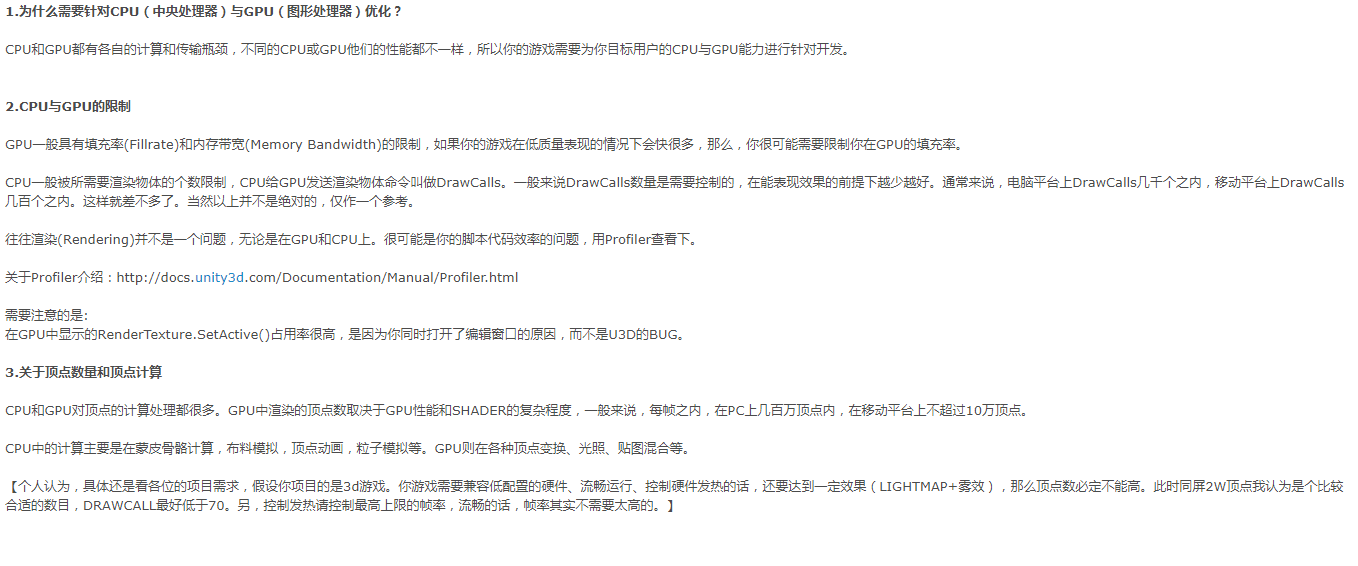 1.为什么需要针对CPU（中央处理器）与GPU（图形处理器）优化？
CPU和GPU都有各自的计算和传输瓶颈，不同的CPU或GPU他们的性能都不一样，所以你的游戏需要为你目标用户的CPU与GPU能力进行针对开发。
2.CPU与GPU的限制
GPU一般具有填充率(Fillrate)和内存带宽(Memory Bandwidth)的限制，如果你的游戏在低质量表现的情况下会快很多，那么，你很可能需要限制你在GPU的填充率。
CPU一般被所需要渲染物体的个数限制，CPU给GPU发送渲染物体命令叫做DrawCalls。一般来说DrawCalls数量是需要控制的，在能表现效果的前提下越少越好。通常来说，电脑平台上DrawCalls几千个之内，移动平台上DrawCalls
几百个之内。这样就差不多了。当然以上并不是绝对的，仅作一个参考。
往往渲染(Rendering)并不是一个问题，无论是在GPU和CPU上。很可能是你的脚本代码效率的问题，用Profiler查看下。
关于Profiler介绍：http://docs.unity3d.com/Documentation/Manual/Profiler.html
需要注意的是:
在GPU中显示的RenderTexture.SetActive()占用率很高，是因为你同时打开了编辑窗口的原因，而不是U3D的BUG。
3.关于顶点数量和顶点计算
CPU和GPU对顶点的计算处理都很多。GPU中渲染的顶点数取决于GPU性能和SHADER的复杂程度，一般来说，每帧之内，在PC上几百万顶点内，在移动平台上不超过10万顶点。
CPU中的计算主要是在蒙皮骨骼计算，布料模拟，顶点动画，粒子模拟等。GPU则在各种顶点变换、光照、贴图混合等。
【个人认为，具体还是看各位的项目需求，假设你项目的是3d游戏。你游戏需要兼容低配置的硬件、流畅运行、控制硬件发热的话，还要达到一定效果（LIGHTMAP+雾效），那么顶点数必定不能高。此时同屏2W顶点我认为是个比较
合适的数目，DRAWCALL最好低于70。另，控制发热请控制最高上限的帧率，流畅的话，帧率其实不需要太高的。】